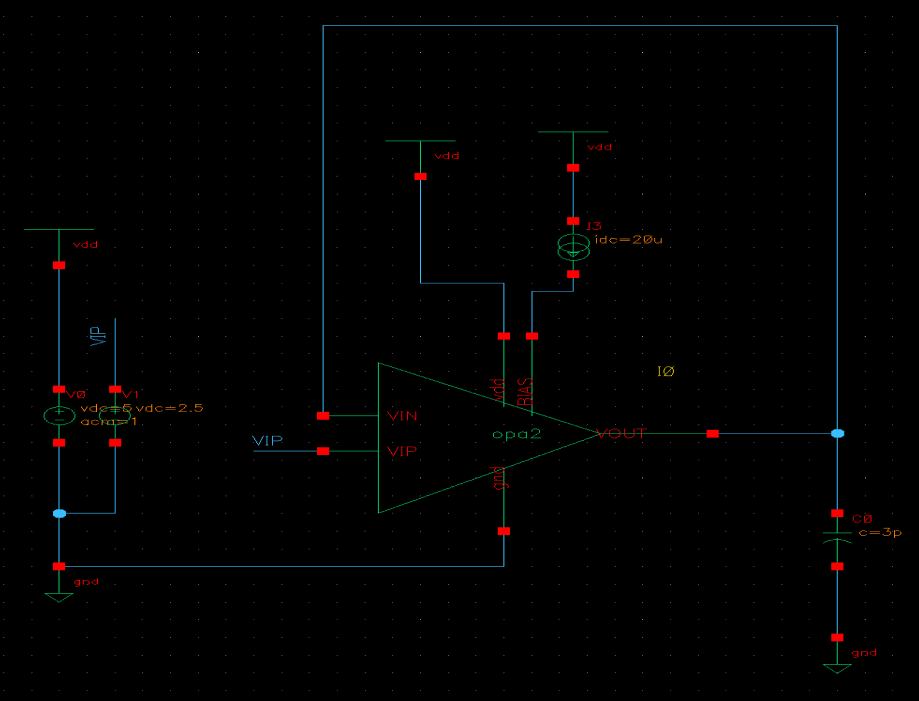 vdd
vdd
I3
idc=20u
vdd
VIP
V0
V1
vdc=5
vdc=2.5
acm=1
I0
vdd
BIAS
VIN
VIP
VIP
opa2
VOUT
gnd
C0
c=3p
gnd
gnd